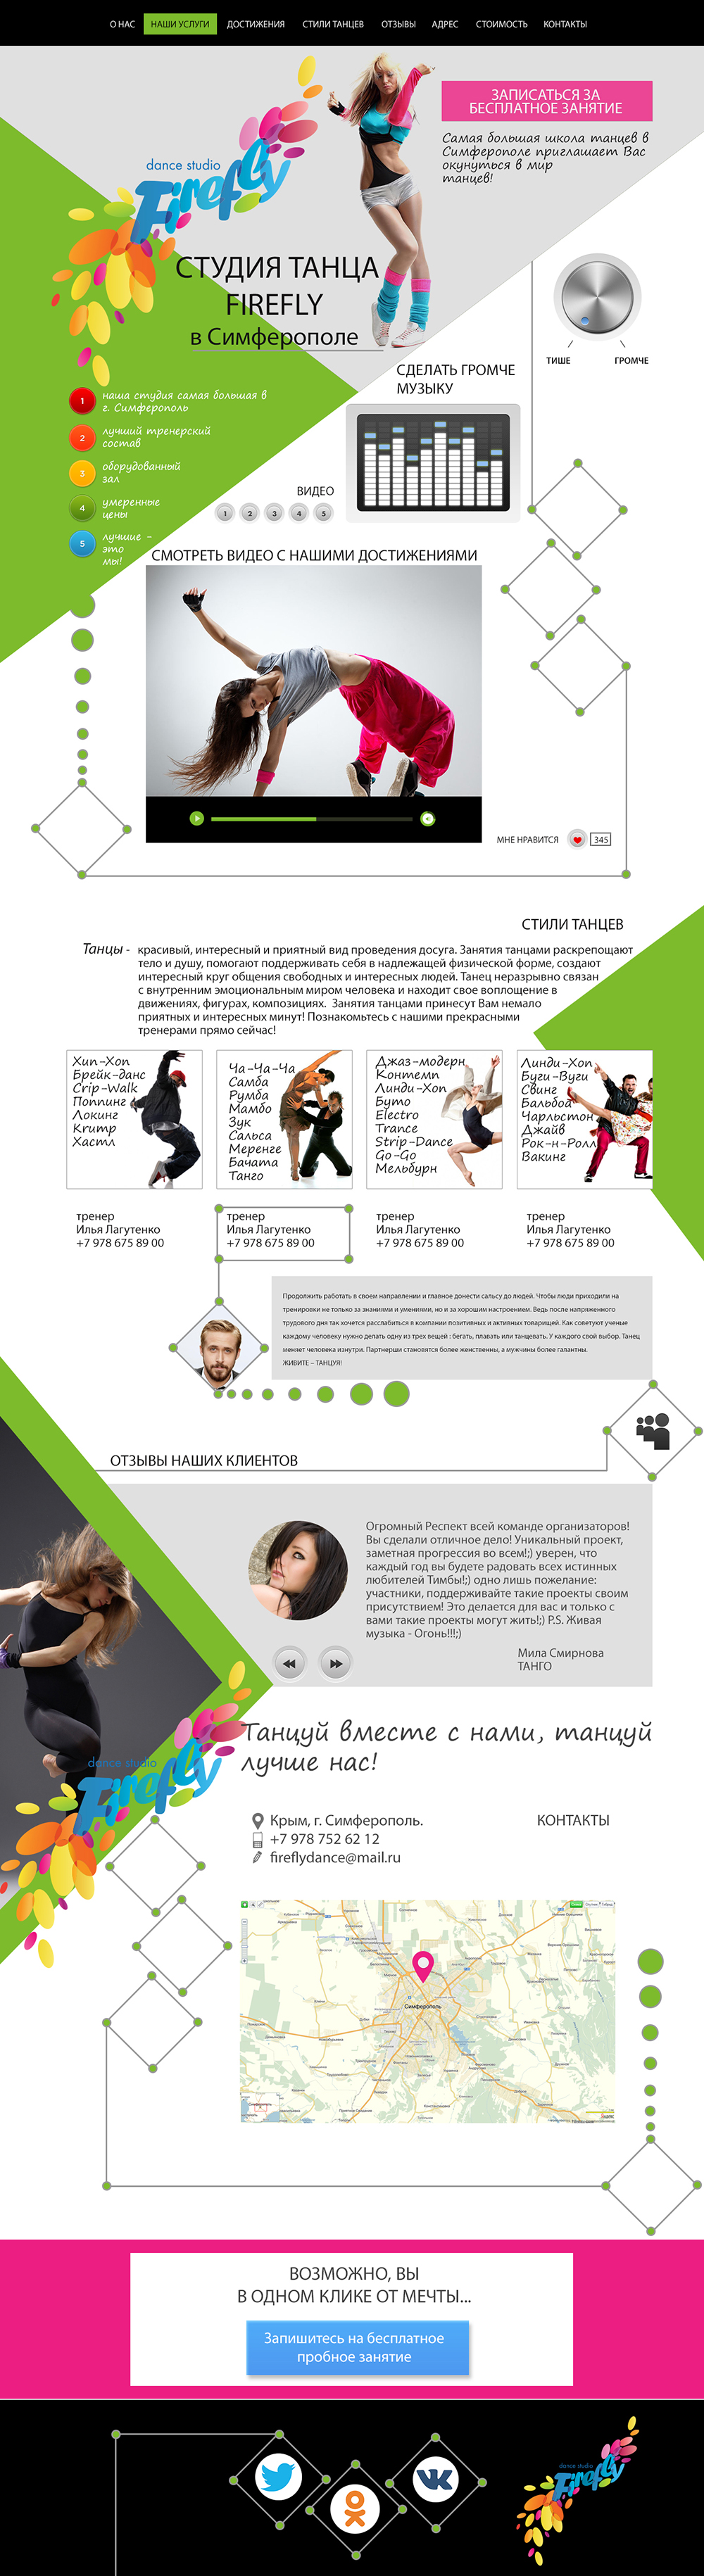 О НАС НАШИ УСЛУГИ ДОСТИЖЕНИЯ СТИЛИ ТАНЦЕВ ОТЗЫВЫ АДРЕС СТОИМОСТЬ КОНТАКТЫ
ЗАПИСАТЬСЯ ЗА
БЕСПЛАТНОЕ ЗАНЯТИЕ
Самая большая школа танцев в
Симферополе приглашает Вас
окунуться в мир
танцев!
dance studio
Firefly
СТУДИЯ ТАНЦА
FIREFLY
в Симферополе
ТИШЕ ГРОМЧЕ
СДЕЛАТЬ ГРОМЧЕ
МУЗЫКУ
1 наша студия самая большая в
г. Симферополь
2 лучший тренерский
состав
3 оборудованный
зал
4 умеренные
цены
5 лучшие -
это
мы!
ВИДЕО
1 2 3 4 5
СМОТРЕТЬ ВИДЕО С НАШИМИ ДОСТИЖЕНИЯМИ
МНЕ НРАВИТСЯ 345
СТИЛИ ТАНЦЕВ
Танцы - красивый, интересный и приятный вид проведения досуга. Занятия танцами раскрепощают
тело и душу, помогают поддерживать себя в надлежащей физической форме, создают
интересный круг общения свободных и интересных людей. Танец неразрывно связан
с внутренним эмоциональным миром человека и находит свое воплощение в
движениях, фигурах, композициях. Занятия танцами принесут Вам немало
приятных и интересных минут! Познакомьтесь с нашими прекрасными
тренерами прямо сейчас!
Хип-Хоп
Брейк-данс
Crip-Walk
Поппинг
Локинг
Krump
Хастл
Ча-Ча-Ча
Самба
Румба
Мамбо
Зук
Сальса
Меренге
Бачата
Танго
Джаз-модерн
Контемп
Линди-Хоп
Буто
Electro
Trance
Strip-Dance
Go-Go
Мельбурн
Линди-Хоп
Буги-Вуги
Свинг
Бальбоа
Чарльстон
Джайв
Рок-н-Ролл
Вакинг
тренер
Илья Лагутенко
+7 978 675 89 00
тренер
Илья Лагутенко
+7 978 675 89 00
тренер
Илья Лагутенко
+7 978 675 89 00
тренер
Илья Лагутенко
+7 978 675 89 00
Продолжить работать в своем направлении и главное донести сальсу до людей. Чтобы люди приходили на
тренировки не только за знаниями и умениями, но и за хорошим настроением. Ведь после напряженного
трудового дня так хочется расслабиться в компании позитивных и активных товарищей. Как советуют ученые
каждому человеку нужно делать одну из трех вещей : бегать, плавать или танцевать. У каждого свой выбор. Танец
меняет человека изнутри. Партнерши становятся более женственны, а мужчины более галантны.
ЖИВИТЕ – ТАНЦУЯ!
ОТЗЫВЫ НАШИХ КЛИЕНТОВ
Огромный Респект всей команде организаторов!
Вы сделали отличное дело! Уникальный проект,
заметная прогрессия во всем!;) уверен, что
каждый год вы будете радовать всех истинных
любителей Тимбы!;) одно лишь пожелание:
участники, поддерживайте такие проекты своим
присутствием! Это делается для вас и только с
вами такие проекты могут жить!;) P.S. Живая
музыка - Огонь!!!;)
Мила Смирнова
ТАНГО
Танцуй вместе с нами, танцуй
лучше нас!
dance studio
Firefly
Крым, г. Симферополь.
+7 978 752 62 12
fireflydance@mail.ru
КОНТАКТЫ
Симферополь
ВОЗМОЖНО, ВЫ
В ОДНОМ КЛИКЕ ОТ МЕЧТЫ...
Запишитесь на бесплатное
пробное занятие
dance studio
Firefly